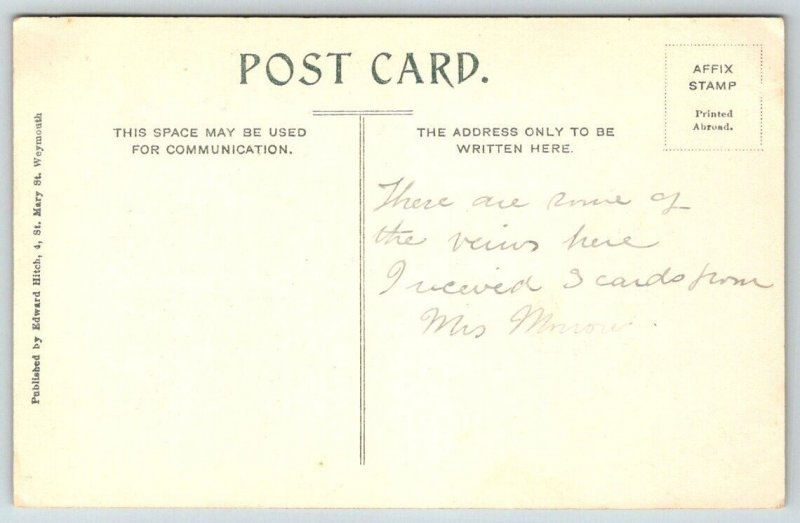 POST CARD.
AFFIX
STAMP
Printed
Abroad.
THIS SPACE MAY BE USED
FOR COMMUNICATION.
THE ADDRESS ONLY TO BE
WRITTEN HERE.
Published by Edward Hitch, 4, St. Mary St. Weymouth
There are some of
the veiws here
I received 3 cards from
Mrs Morrow.